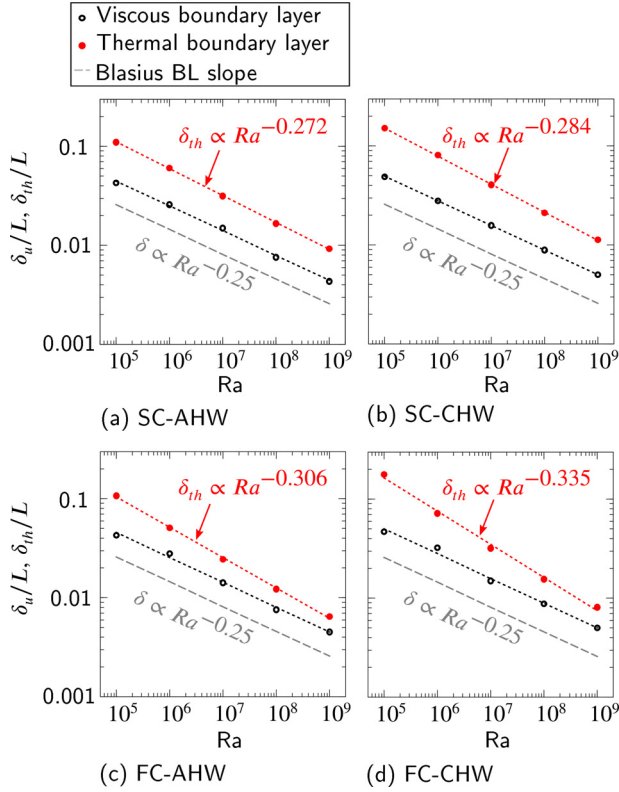 Viscous boundary layer
Thermal boundary layer
Blasius BL slope
δu/L, δth/L
0.1
0.01
0.001
δth ∝ Ra−0.272
δ ∝ Ra−0.25
10^5 10^6 10^7 10^8 10^9
Ra
(a) SC-AHW
δth ∝ Ra−0.284
δ ∝ Ra−0.25
10^5 10^6 10^7 10^8 10^9
Ra
(b) SC-CHW
δu/L, δth/L
0.1
0.01
0.001
δth ∝ Ra−0.306
δ ∝ Ra−0.25
10^5 10^6 10^7 10^8 10^9
Ra
(c) FC-AHW
δth ∝ Ra−0.335
δ ∝ Ra−0.25
10^5 10^6 10^7 10^8 10^9
Ra
(d) FC-CHW